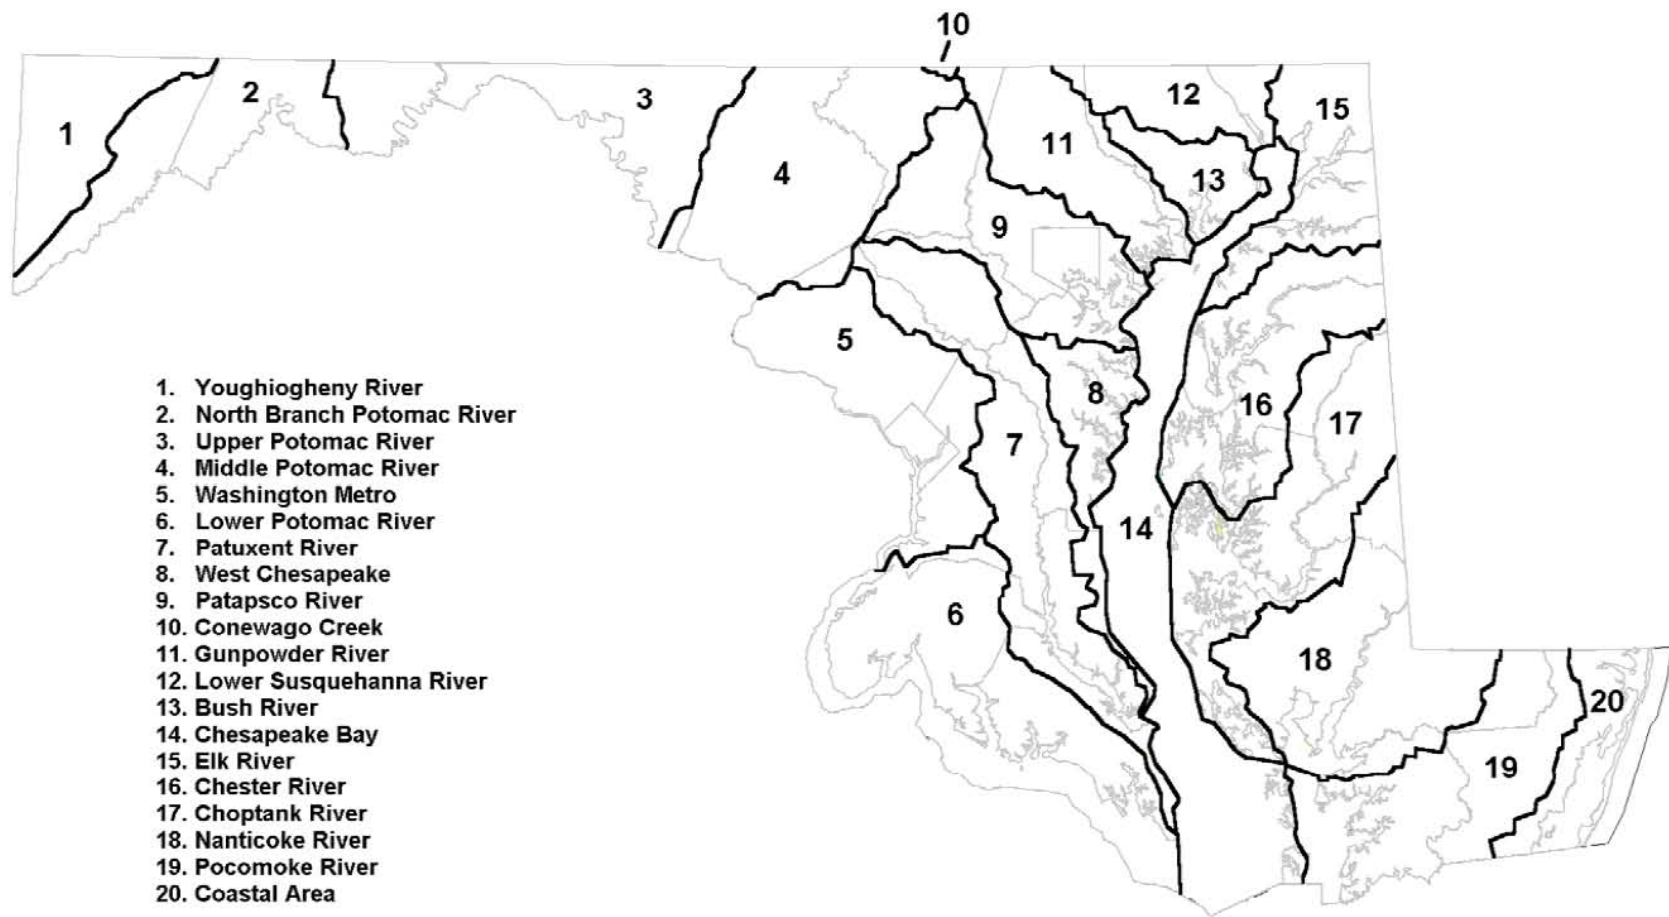 10
1
2
3
12
15
11
4
13
9
5
8
16
17
7
14
6
18
20
19
1. Youghiogheny River
2. North Branch Potomac River
3. Upper Potomac River
4. Middle Potomac River
5. Washington Metro
6. Lower Potomac River
7. Patuxent River
8. West Chesapeake
9. Patapsco River
10. Conewago Creek
11. Gunpowder River
12. Lower Susquehanna River
13. Bush River
14. Chesapeake Bay
15. Elk River
16. Chester River
17. Choptank River
18. Nanticoke River
19. Pocomoke River
20. Coastal Area